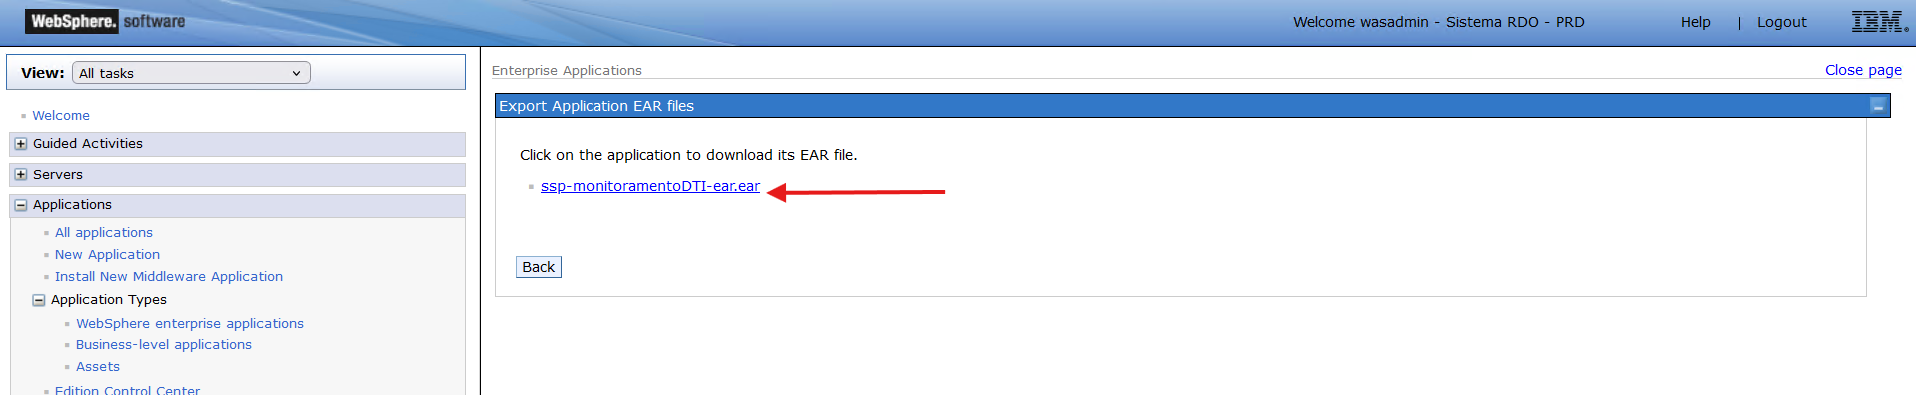 WebSphere. software
Welcome wasadmin - Sistema RDO - PRD
Help | Logout
IBM®
View: All tasks
Welcome
Guided Activities
Servers
Applications
All applications
New Application
Install New Middleware Application
Application Types
WebSphere enterprise applications
Business-level applications
Assets
Edition Control Center
Enterprise Applications
Close page
Export Application EAR files
Click on the application to download its EAR file.
ssp-monitoramentoDTI-ear.ear
Back